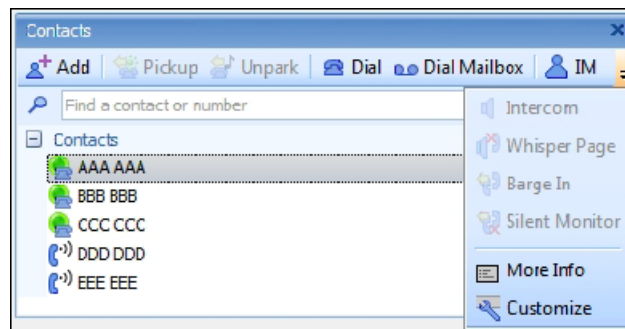 Contacts
Add Pickup Unpark Dial Dial Mailbox IM
Find a contact or number
Contacts
AAA AAA
BBB BBB
CCC CCC
DDD DDD
EEE EEE
Intercom
Whisper Page
Barge In
Silent Monitor
More Info
Customize